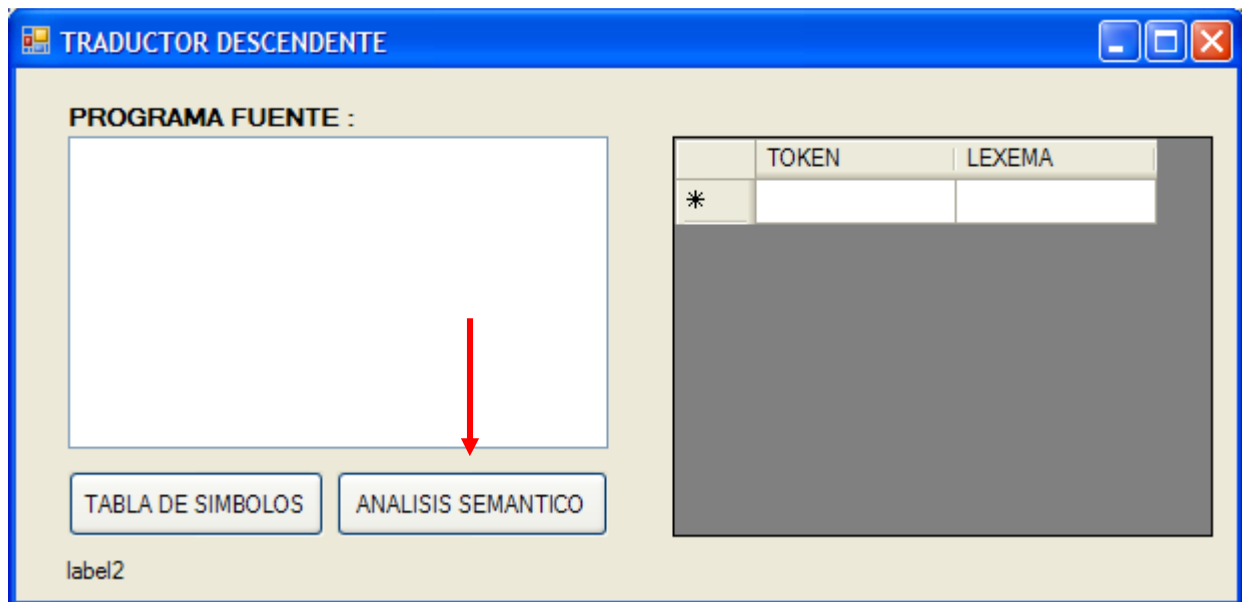 TRADUCTOR DESCENDENTE
PROGRAMA FUENTE :
TOKEN LEXEMA
TABLA DE SIMBOLOS ANALISIS SEMANTICO
label2